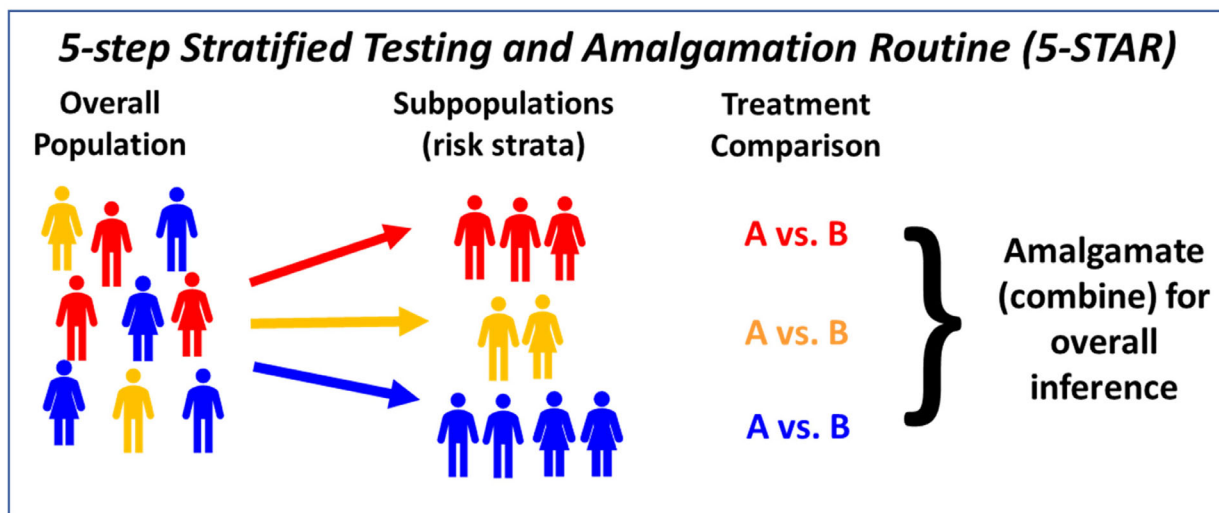 5-step Stratified Testing and Amalgamation Routine (5-STAR)
Overall
Population
Subpopulations
(risk strata)
Treatment
Comparison
A vs. B
A vs. B
A vs. B
Amalgamate
(combine) for
overall
inference